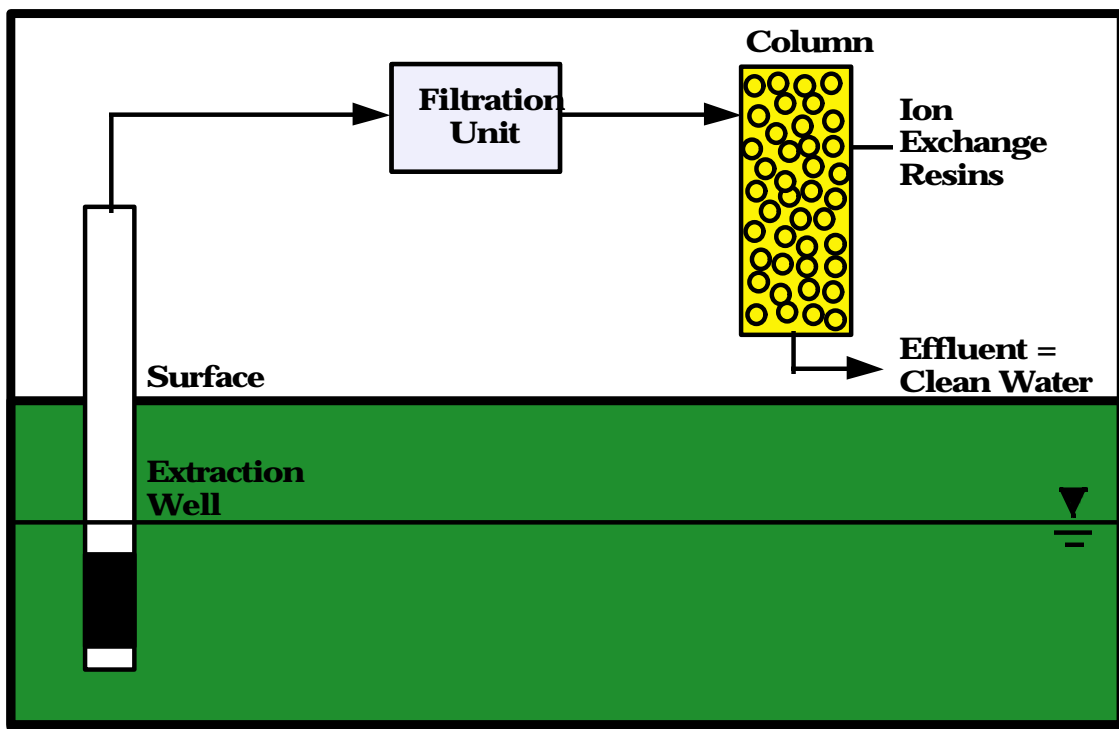 Column
Filtration
Unit
Ion
Exchange
Resins
Effluent =
Clean Water
Surface
Extraction
Well